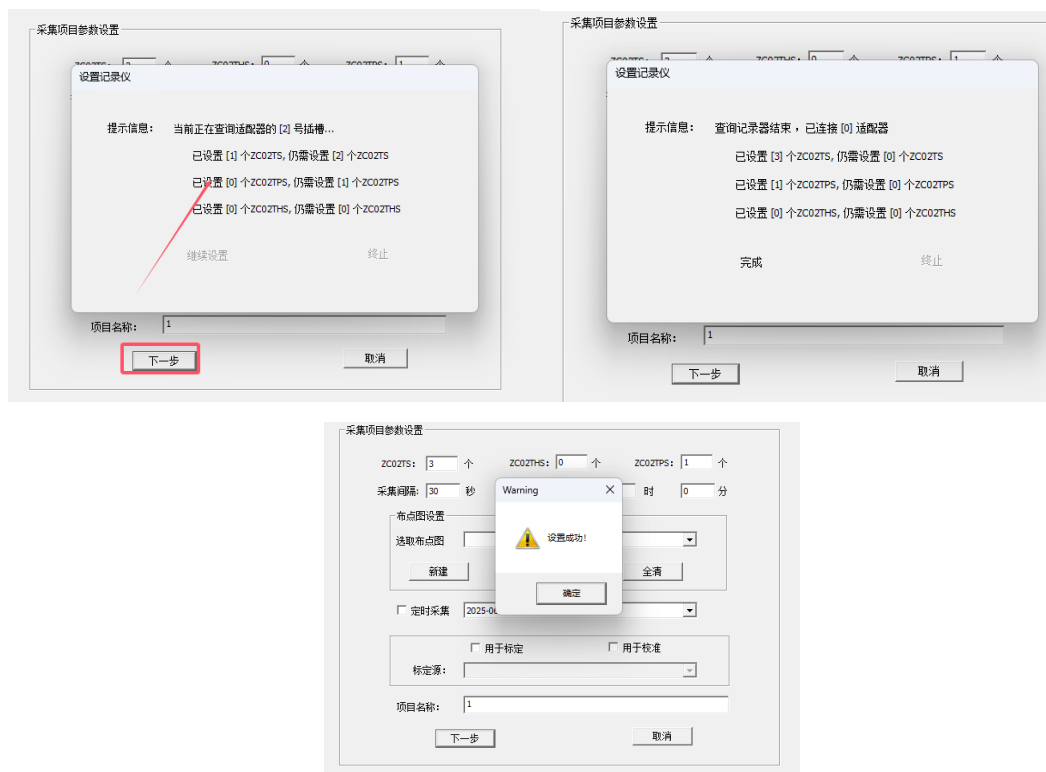 采集项目参数设置
设置记录仪
提示信息： 当前正在查询适配器的 [2] 号插槽...
已设置 [1] 个ZC02TS, 仍需设置 [2] 个ZC02TS
已设置 [0] 个ZC02TPS, 仍需设置 [1] 个ZC02TPS
已设置 [0] 个ZC02THS, 仍需设置 [0] 个ZC02THS
继续设置 终止
项目名称： 1
下一步 取消
采集项目参数设置
设置记录仪
提示信息： 查询记录器结束 ，已连接 [0] 适配器
已设置 [3] 个ZC02TS, 仍需设置 [0] 个ZC02TS
已设置 [1] 个ZC02TPS, 仍需设置 [0] 个ZC02TPS
已设置 [0] 个ZC02THS, 仍需设置 [0] 个ZC02THS
完成 终止
项目名称： 1
下一步 取消
采集项目参数设置
ZC02TS： 3 个 ZC02THS： 0 个 ZC02TPS： 1 个
采集间隔: 30 秒 时 0 分
Warning
设置成功!
确定
布点图设置
选取布点图
新建 全清
定时采集 2025-0
用于标定 用于校准
标定源：
项目名称： 1
下一步 取消